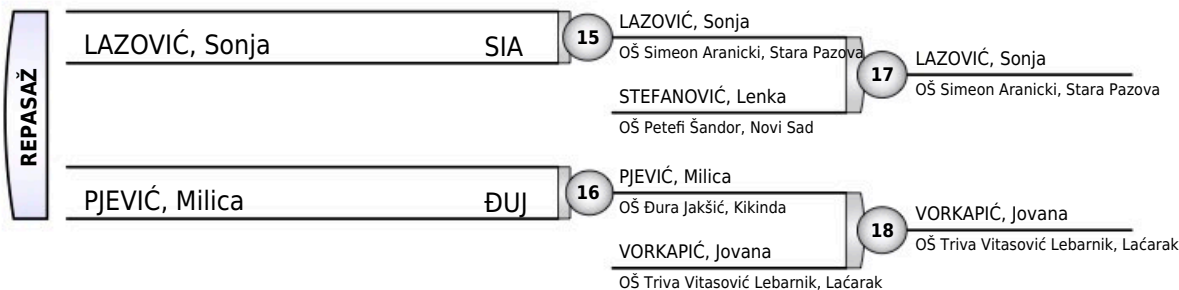 REPASAŽ
LAZOVIĆ, Sonja SIA
15
LAZOVIĆ, Sonja
OŠ Simeon Aranicki, Stara Pazova
STEFANOVIĆ, Lenka
OŠ Petefi Šandor, Novi Sad
17
LAZOVIĆ, Sonja
OŠ Simeon Aranicki, Stara Pazova
PJEVIĆ, Milica ĐUJ
16
PJEVIĆ, Milica
OŠ Đura Jakšić, Kikinda
VORKAPIĆ, Jovana
OŠ Triva Vitasović Lebarnik, Laćarak
18
VORKAPIĆ, Jovana
OŠ Triva Vitasović Lebarnik, Laćarak